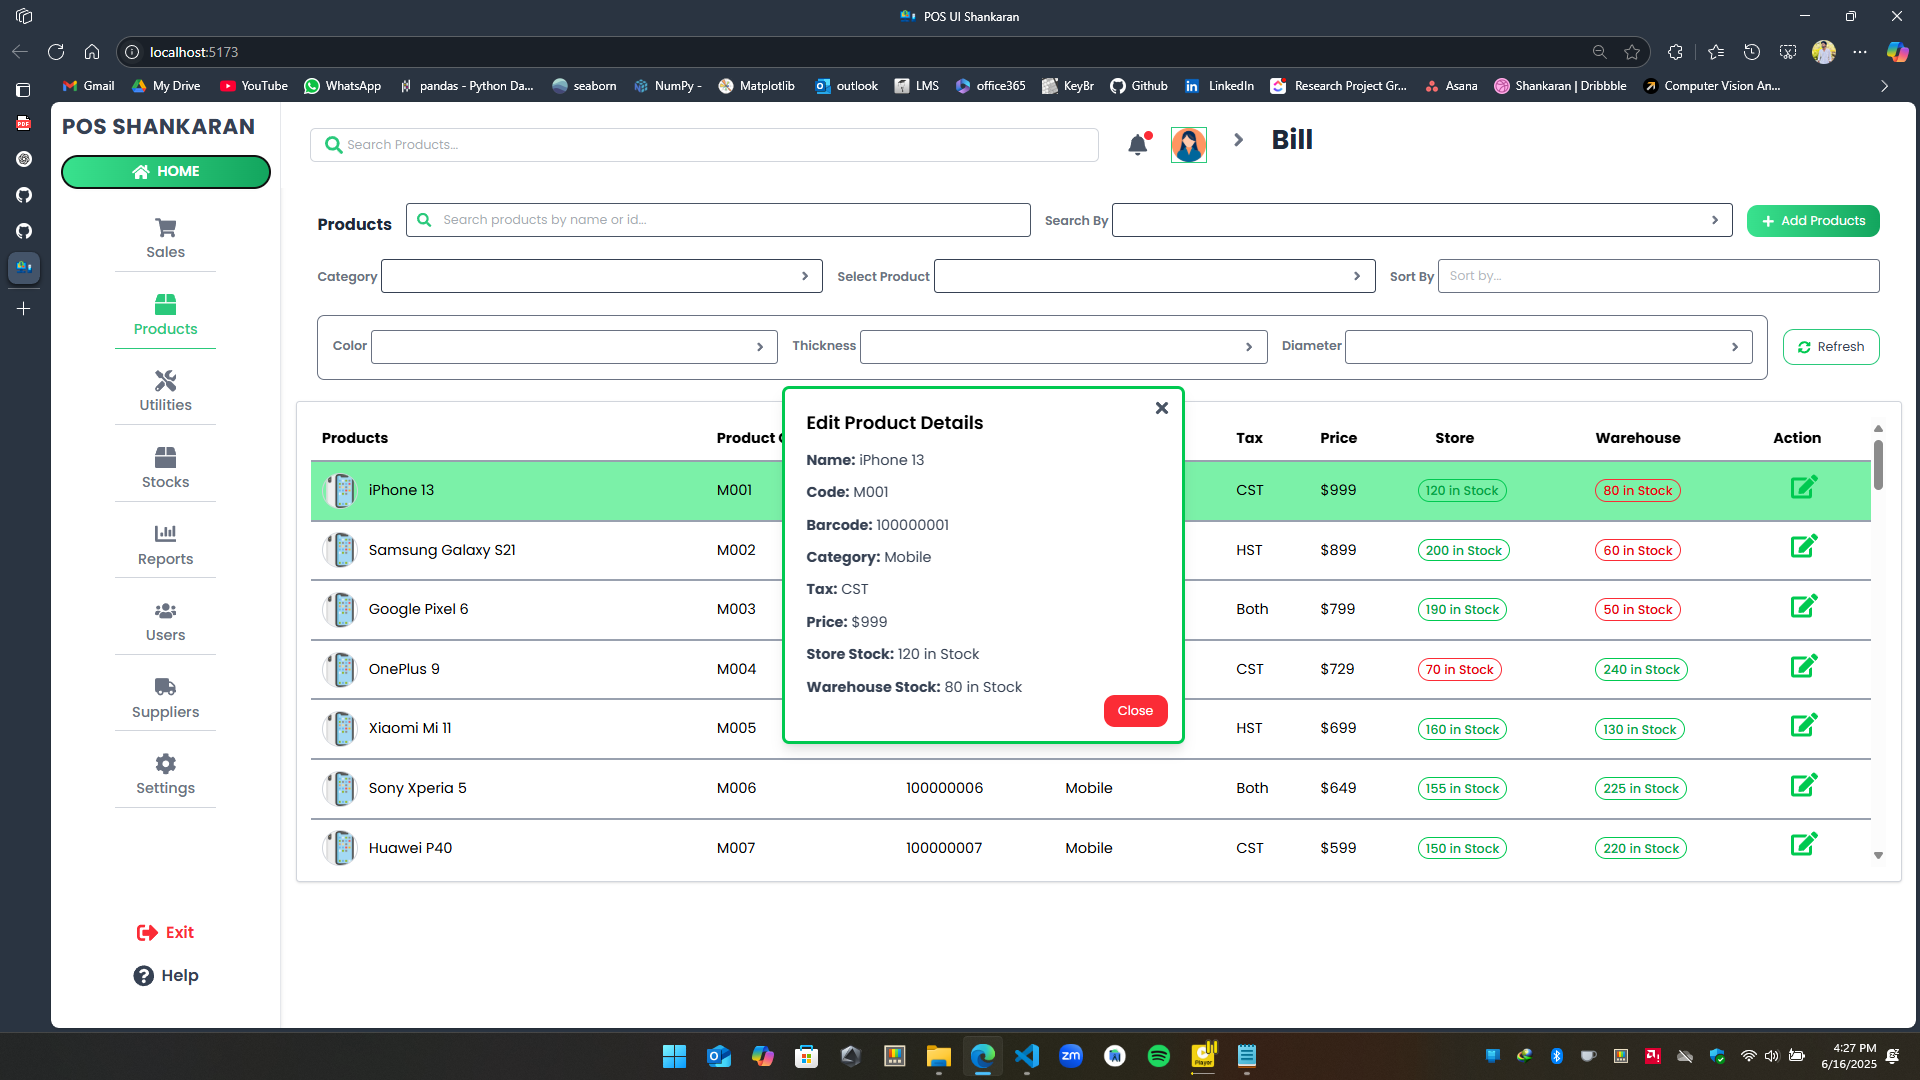 POS UI Shankaran
localhost:5173
Gmail My Drive YouTube WhatsApp pandas - Python Da... seaborn NumPy - Matplotlib outlook LMS office365 KeyBr Github LinkedIn Research Project Gr... Asana Shankaran | Dribbble Computer Vision An...
POS SHANKARAN
HOME
Sales
Products
Utilities
Stocks
Reports
Users
Suppliers
Settings
Exit
Help
Search Products...
Bill
Products Search products by name or id... Search By + Add Products
Category Select Product Sort By Sort by...
Color Thickness Diameter Refresh
Products Product Tax Price Store Warehouse Action
iPhone 13 M001 CST $999 120 in Stock 80 in Stock
Samsung Galaxy S21 M002 HST $899 200 in Stock 60 in Stock
Google Pixel 6 M003 Both $799 190 in Stock 50 in Stock
OnePlus 9 M004 CST $729 70 in Stock 240 in Stock
Xiaomi Mi 11 M005 HST $699 160 in Stock 130 in Stock
Sony Xperia 5 M006 100000006 Mobile Both $649 155 in Stock 225 in Stock
Huawei P40 M007 100000007 Mobile CST $599 150 in Stock 220 in Stock
Edit Product Details
Name: iPhone 13
Code: M001
Barcode: 100000001
Category: Mobile
Tax: CST
Price: $999
Store Stock: 120 in Stock
Warehouse Stock: 80 in Stock
Close
zm
4:27 PM
6/16/2025